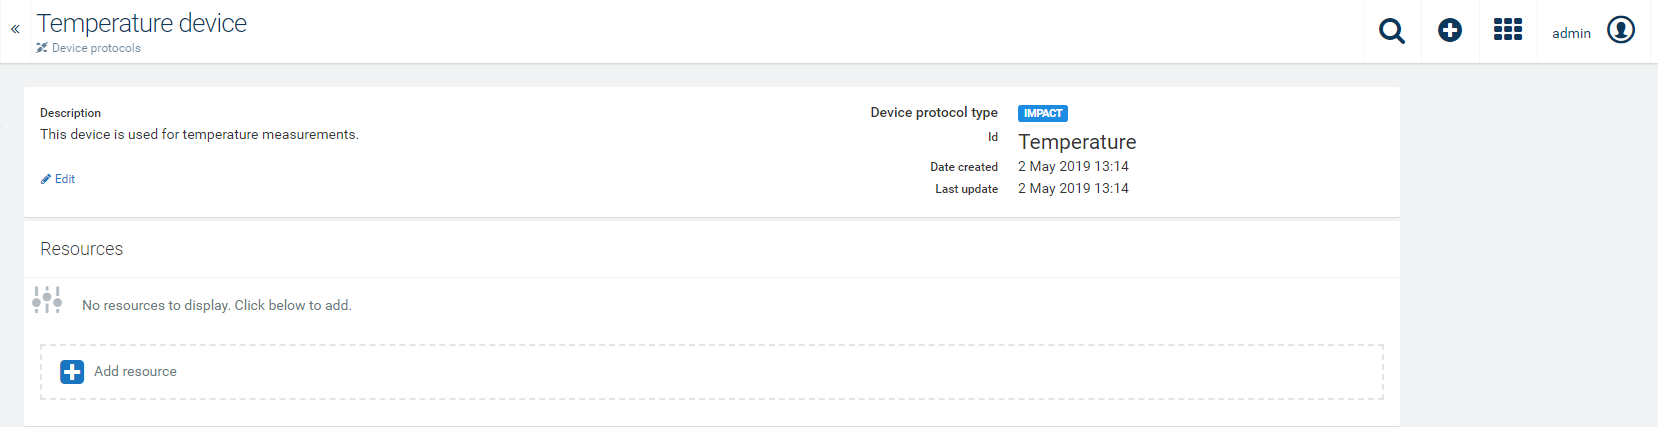 Temperature device
Device protocols
admin
Description
This device is used for temperature measurements.
Edit
Device protocol type IMPACT
Id Temperature
Date created 2 May 2019 13:14
Last update 2 May 2019 13:14
Resources
No resources to display. Click below to add.
Add resource